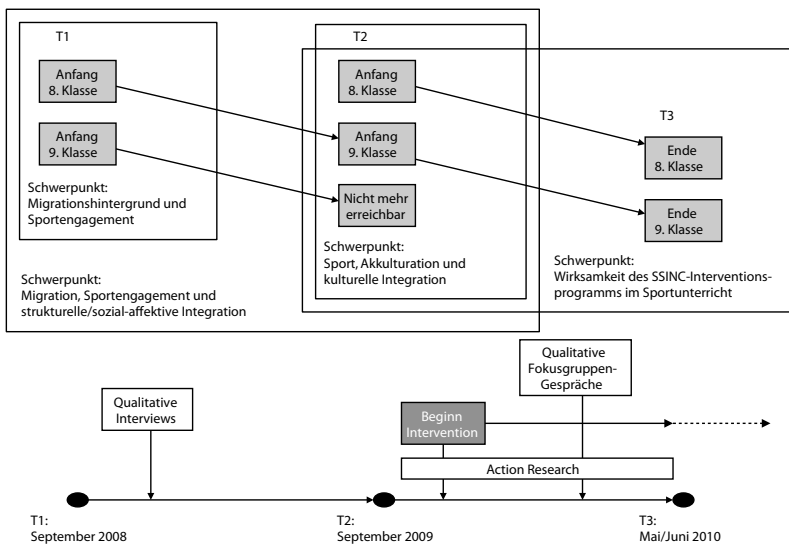 T1
Anfang
8. Klasse
Anfang
9. Klasse
Schwerpunkt:
Migrationshintergrund und
Sportengagement
Schwerpunkt:
Migration, Sportengagement und
strukturelle/sozial-affektive Integration
T2
Anfang
8. Klasse
Anfang
9. Klasse
Nicht mehr
erreichbar
Schwerpunkt:
Sport, Akkulturation und
kulturelle Integration
T3
Ende
8. Klasse
Ende
9. Klasse
Schwerpunkt:
Wirksamkeit des SSINC-Interventions-
programms im Sportunterricht
Qualitative
Interviews
Qualitative
Fokusgruppen-
Gespräche
Beginn
Intervention
Action Research
T1:
September 2008
T2:
September 2009
T3:
Mai/Juni 2010